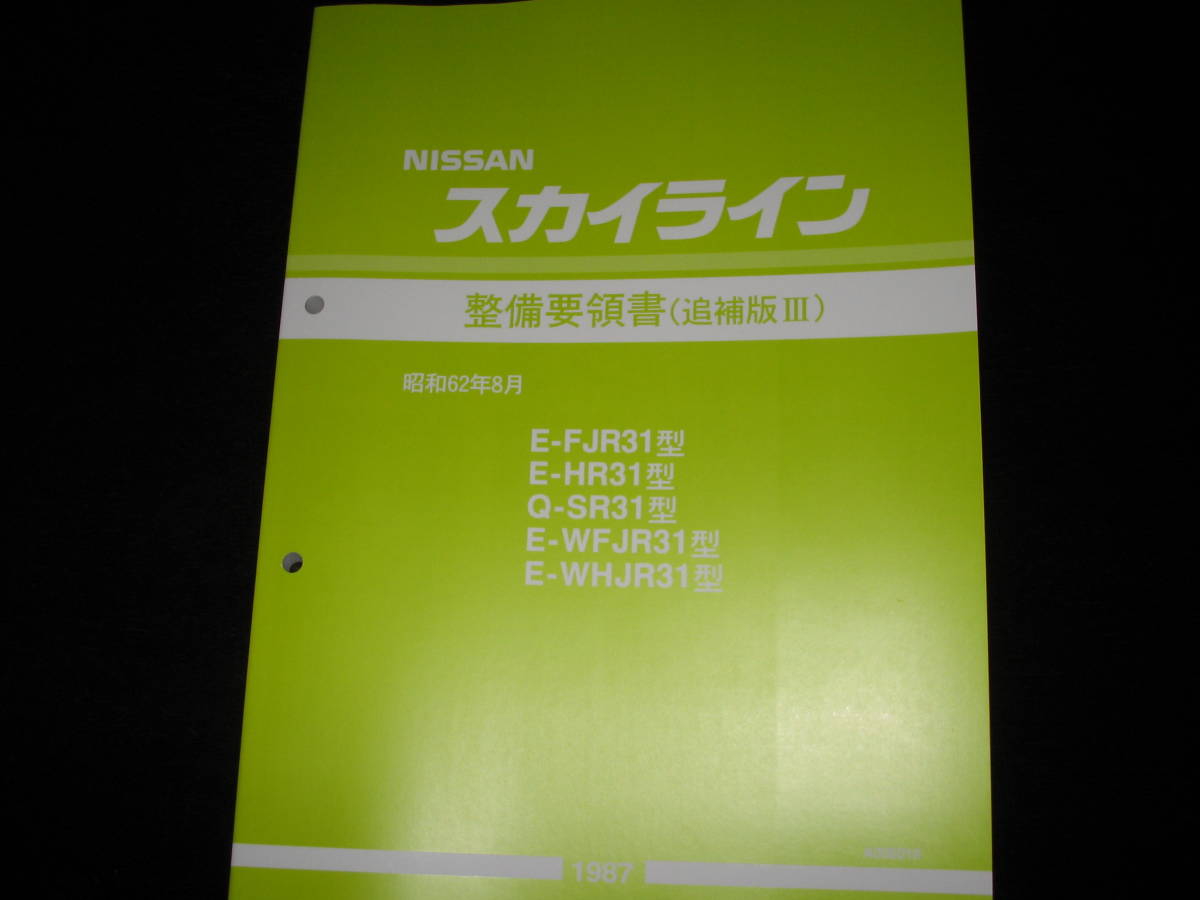 NISSAN
スカイライン
整備要領書(追補版Ⅲ)
昭和62年8月
E-FJR31型
E-HR31型
Q-SR31型
E-WFJR31型
E-WHJR31型
1987